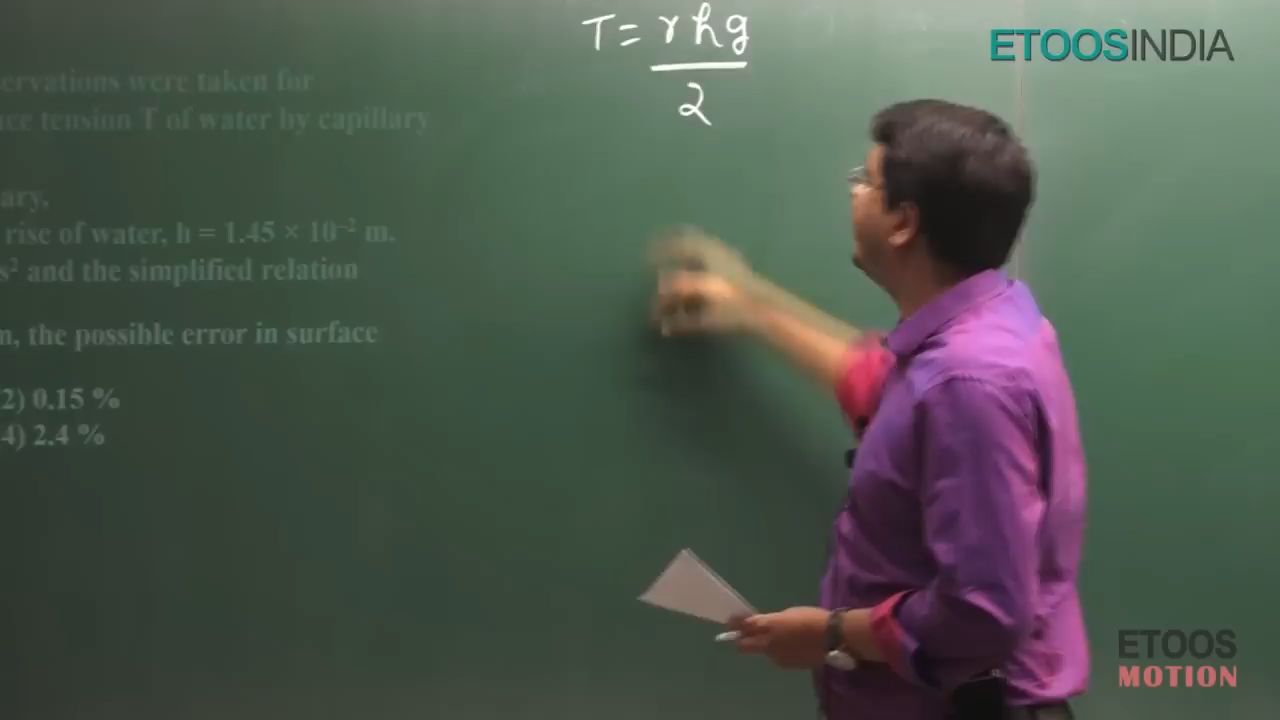 T = rhg
2
ETOOSINDIA
ervations were taken for
ce tension T of water by capillary
ary,
rise of water, h = 1.45 × 10⁻² m.
s² and the simplified relation
n, the possible error in surface
2) 0.15 %
4) 2.4 %
ETOOS
MOTION